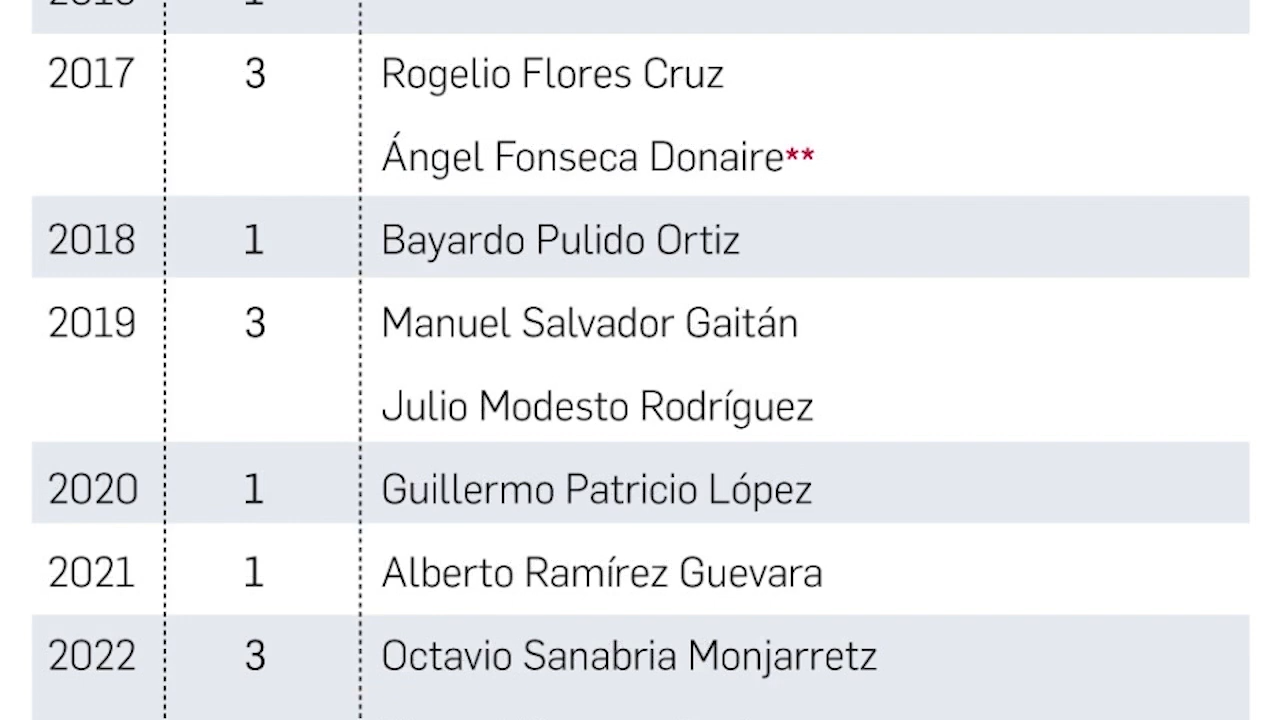 2017 3 Rogelio Flores Cruz
Ángel Fonseca Donaire**
2018 1 Bayardo Pulido Ortiz
2019 3 Manuel Salvador Gaitán
Julio Modesto Rodríguez
2020 1 Guillermo Patricio López
2021 1 Alberto Ramírez Guevara
2022 3 Octavio Sanabria Monjarretz